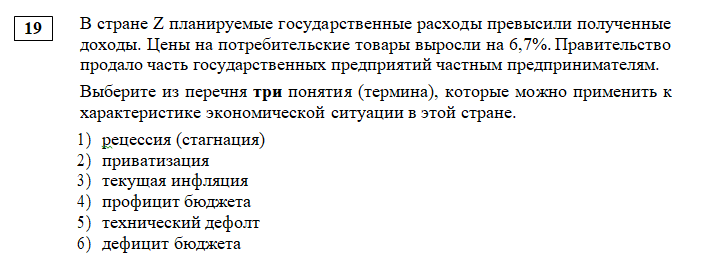 19
В стране Z планируемые государственные расходы превысили полученные
доходы. Цены на потребительские товары выросли на 6,7%. Правительство
продало часть государственных предприятий частным предпринимателям.
Выберите из перечня три понятия (термина), которые можно применить к
характеристике экономической ситуации в этой стране.
1) рецессия (стагнация)
2) приватизация
3) текущая инфляция
4) профицит бюджета
5) технический дефолт
6) дефицит бюджета